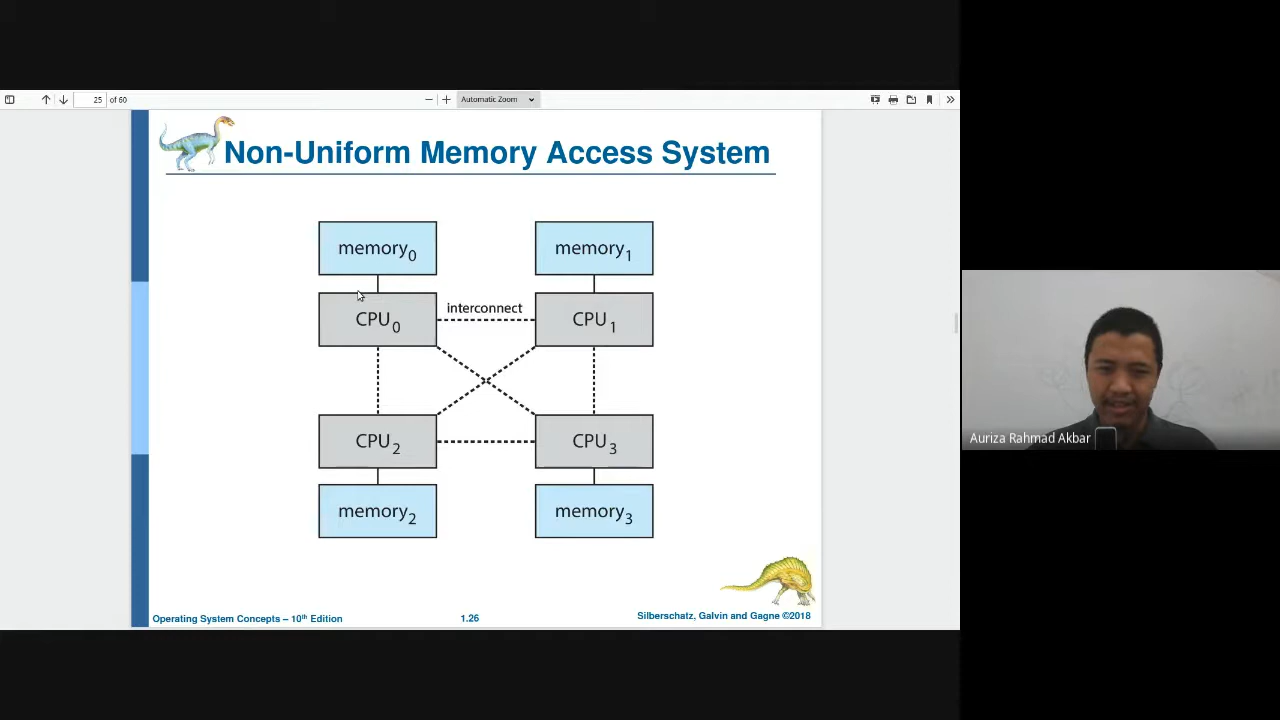 25 of 60
Automatic Zoom
Non-Uniform Memory Access System
memory0
memory1
interconnect
CPU0
CPU1
CPU2
CPU3
memory2
memory3
Auriza Rahmad Akbar
Operating System Concepts – 10th Edition
1.26
Silberschatz, Galvin and Gagne ©2018